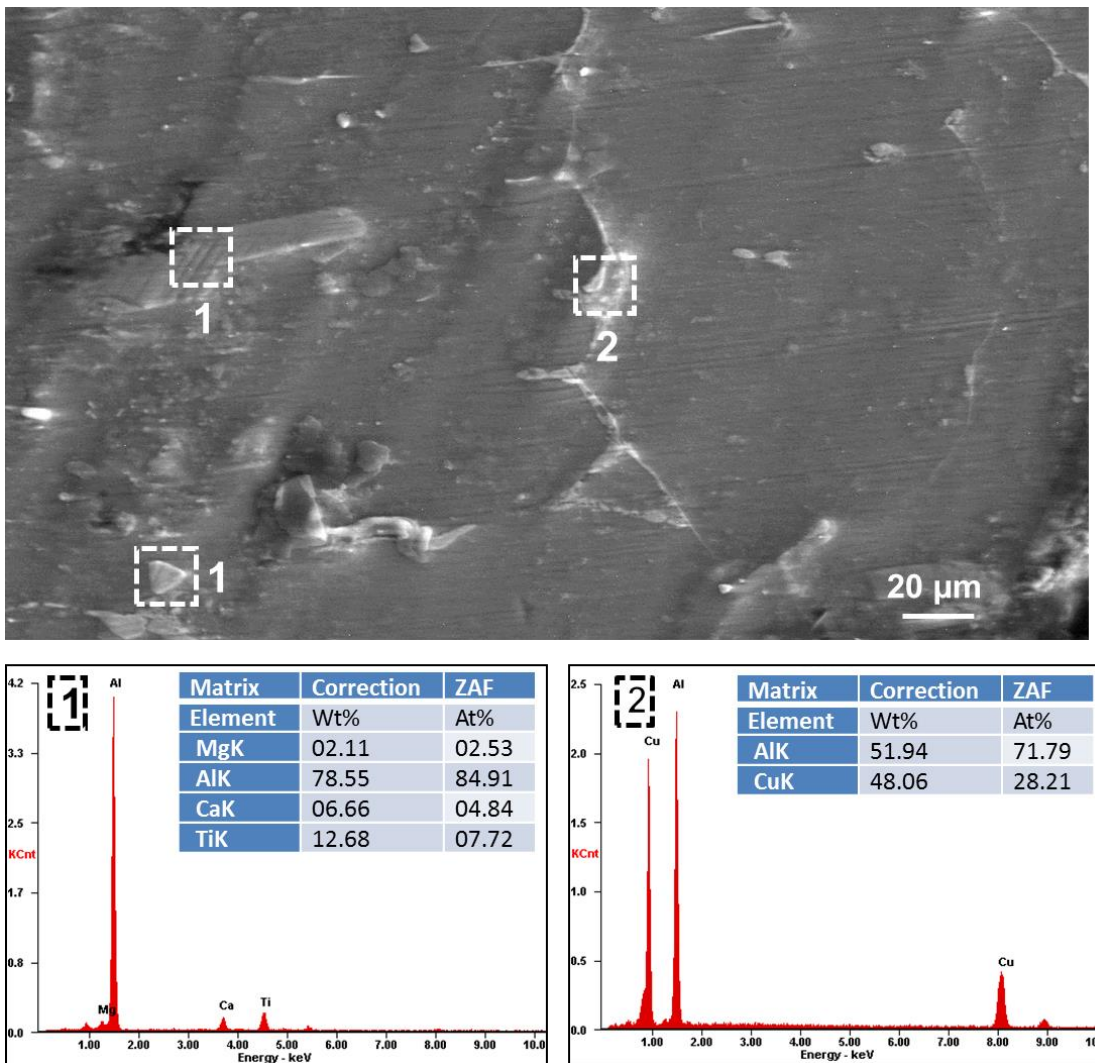 1
2
1
20 µm
1
4.2
3.3
2.5
KCnt
1.7
0.8
0.0
Al
Mg
Ca
Ti
1.00 2.00 3.00 4.00 5.00 6.00 7.00 8.00 9.00 10.0
Energy - keV
Matrix Correction ZAF
Element Wt% At%
MgK 02.11 02.53
AlK 78.55 84.91
CaK 06.66 04.84
TiK 12.68 07.72
2
2.5
2.0
1.5
KCnt
1.0
0.5
0.0
Cu
Al
Cu
1.00 2.00 3.00 4.00 5.00 6.00 7.00 8.00 9.00 10.0
Energy - keV
Matrix Correction ZAF
Element Wt% At%
AlK 51.94 71.79
CuK 48.06 28.21